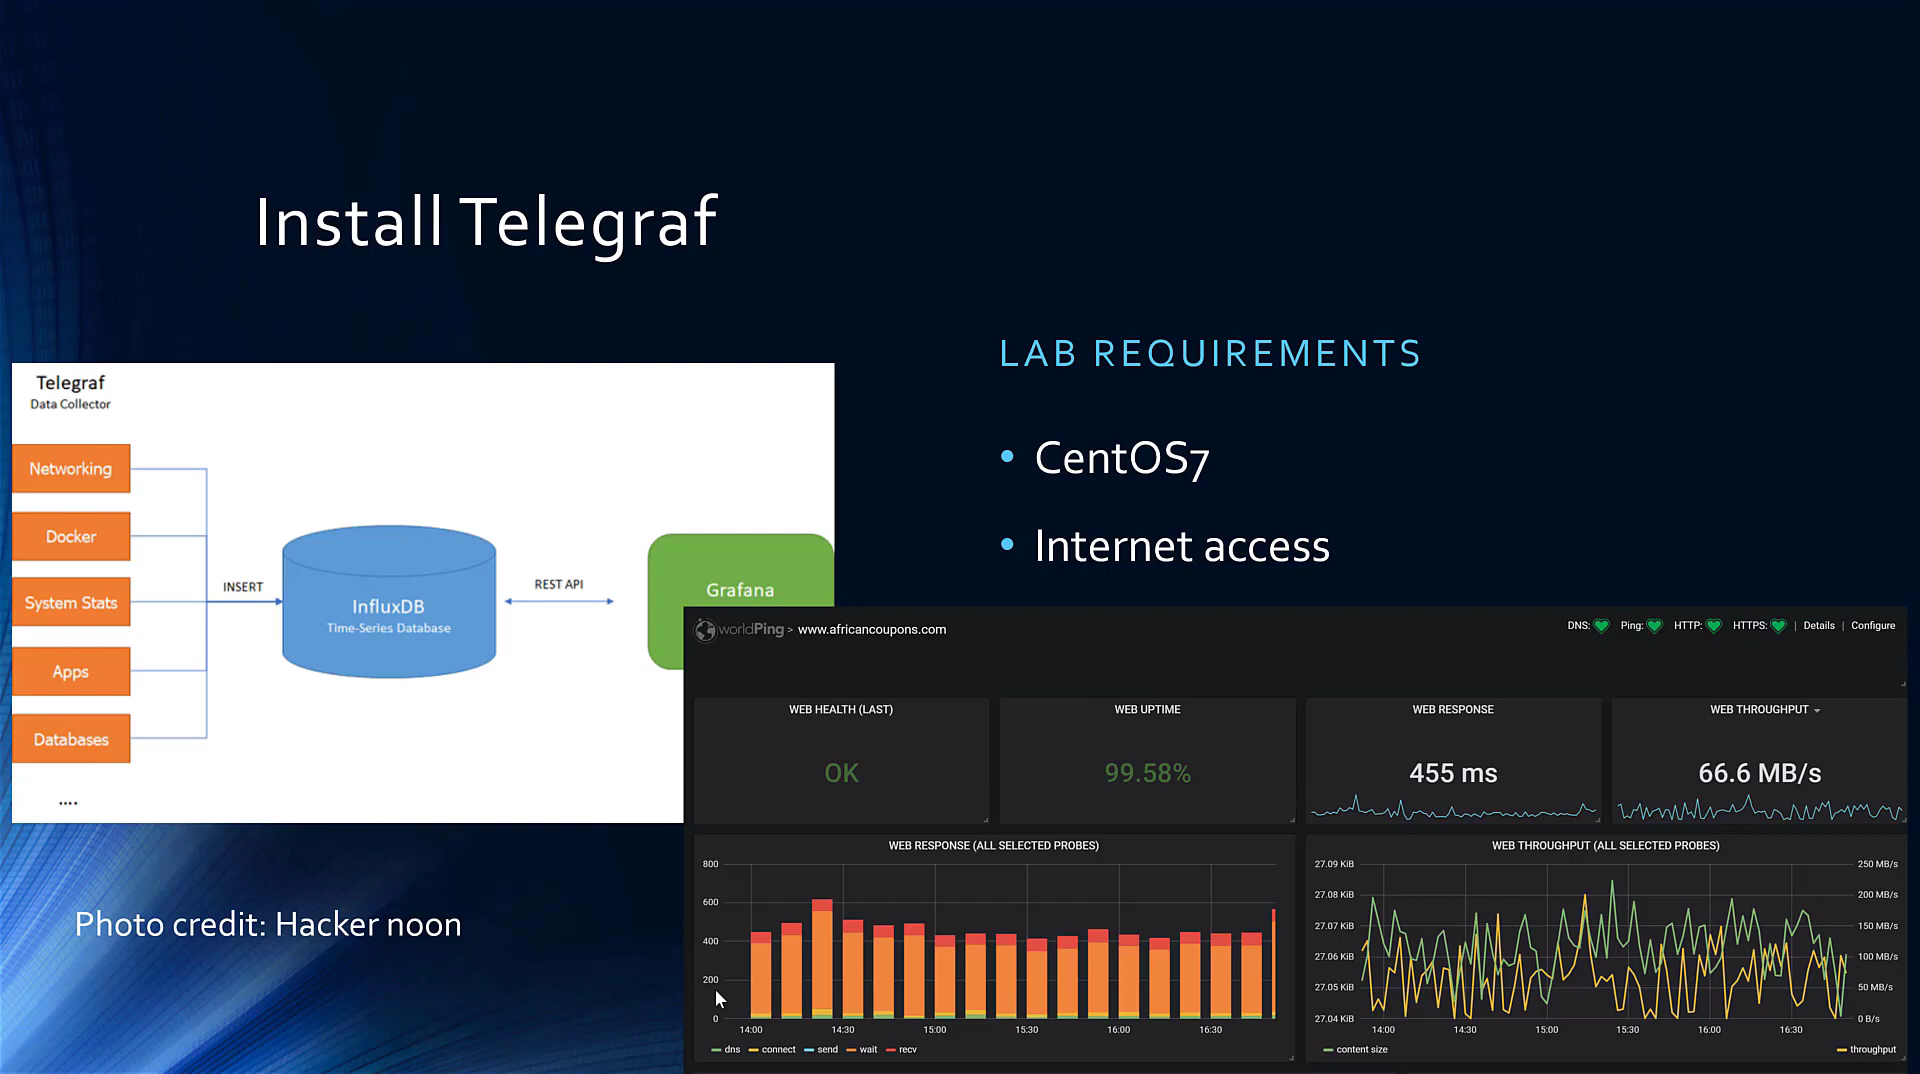 Install Telegraf
Telegraf
Data Collector
Networking
Docker
System Stats
Apps
Databases
....
INSERT
InfluxDB
Time-Series Database
REST API
Grafana
Photo credit: Hacker noon
LAB REQUIREMENTS
• CentOS7
• Internet access
worldPing > www.africancoupons.com
DNS: Ping: HTTP: HTTPS: | Details | Configure
WEB HEALTH (LAST)
OK
WEB UPTIME
99.58%
WEB RESPONSE
455 ms
WEB THROUGHPUT
66.6 MB/s
WEB RESPONSE (ALL SELECTED PROBES)
800
600
400
200
0
14:00 14:30 15:00 15:30 16:00 16:30
dns connect send wait recv
WEB THROUGHPUT (ALL SELECTED PROBES)
27.09 KiB 250 MB/s
27.08 KiB 200 MB/s
27.07 KiB 150 MB/s
27.06 KiB 100 MB/s
27.05 KiB 50 MB/s
27.04 KiB 0 B/s
14:00 14:30 15:00 15:30 16:00 16:30
content size throughput